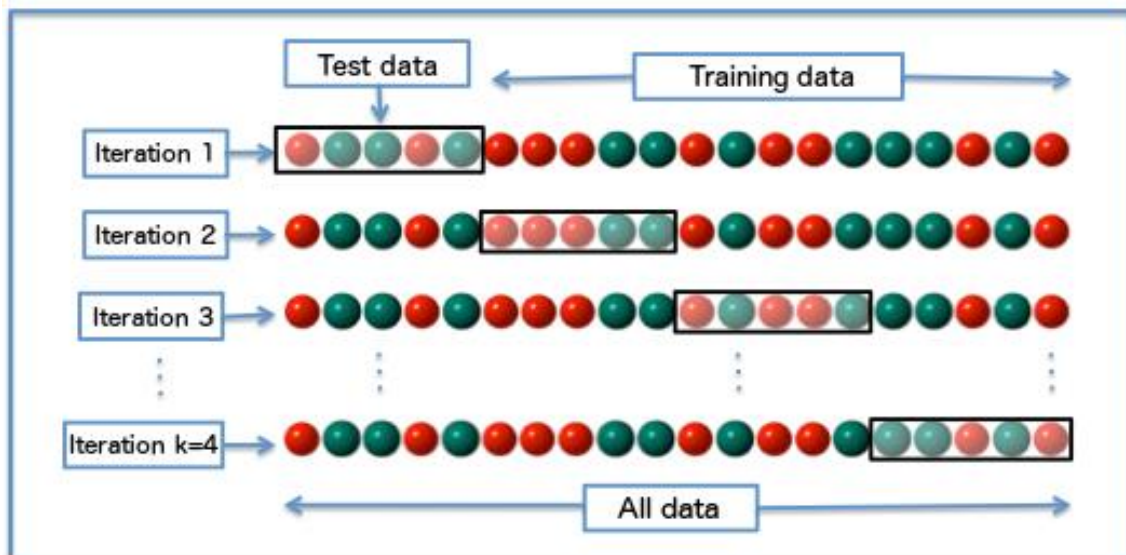 Test data
Training data
Iteration 1
Iteration 2
Iteration 3
Iteration k=4
All data